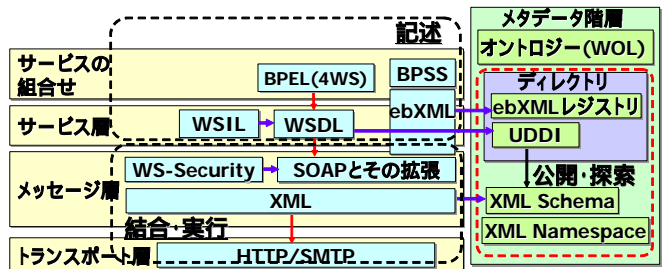 記述
メタデータ階層
オントロジー(WOL)
サービスの
組合せ
BPEL(4WS)
BPSS
ディレクトリ
ebXMLレジストリ
サービス層
WSIL
WSDL
ebXML
UDDI
公開・探索
メッセージ層
WS-Security
SOAPとその拡張
XML
XML Schema
XML Namespace
結合・実行
トランスポート層
HTTP/SMTP